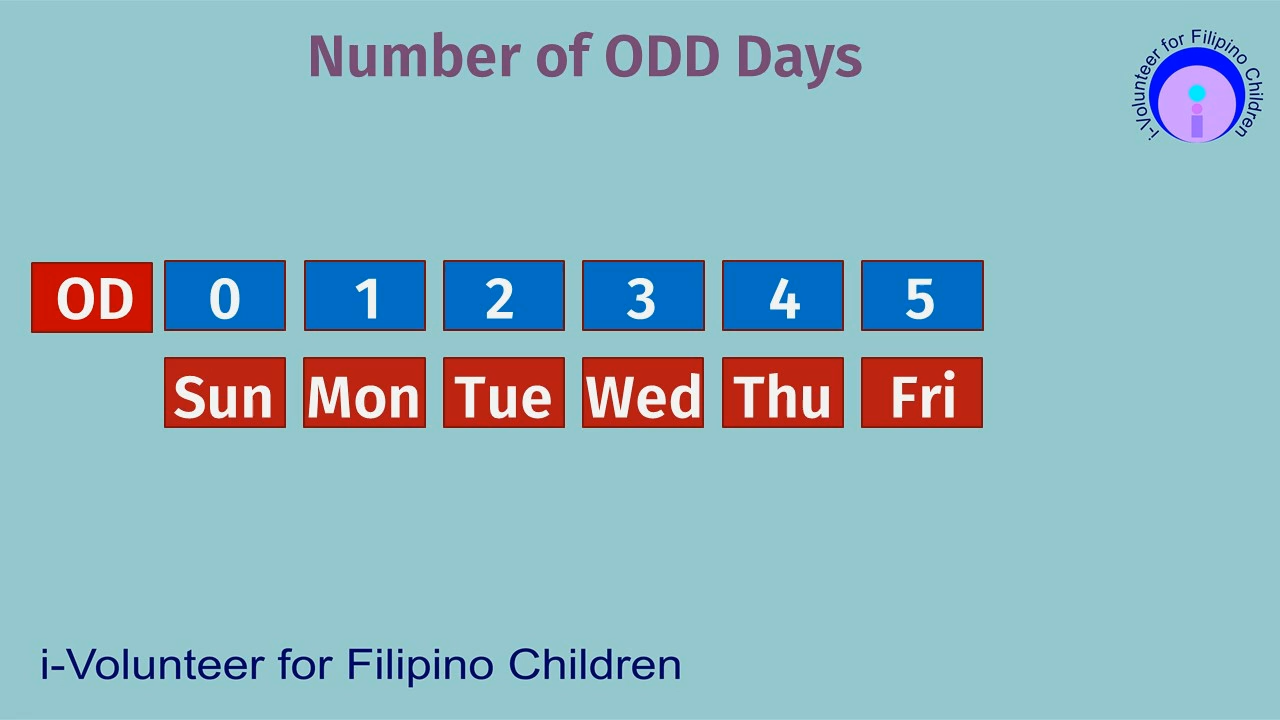 Number of ODD Days
i-Volunteer for Filipino Children
OD 0 1 2 3 4 5
Sun Mon Tue Wed Thu Fri
i-Volunteer for Filipino Children